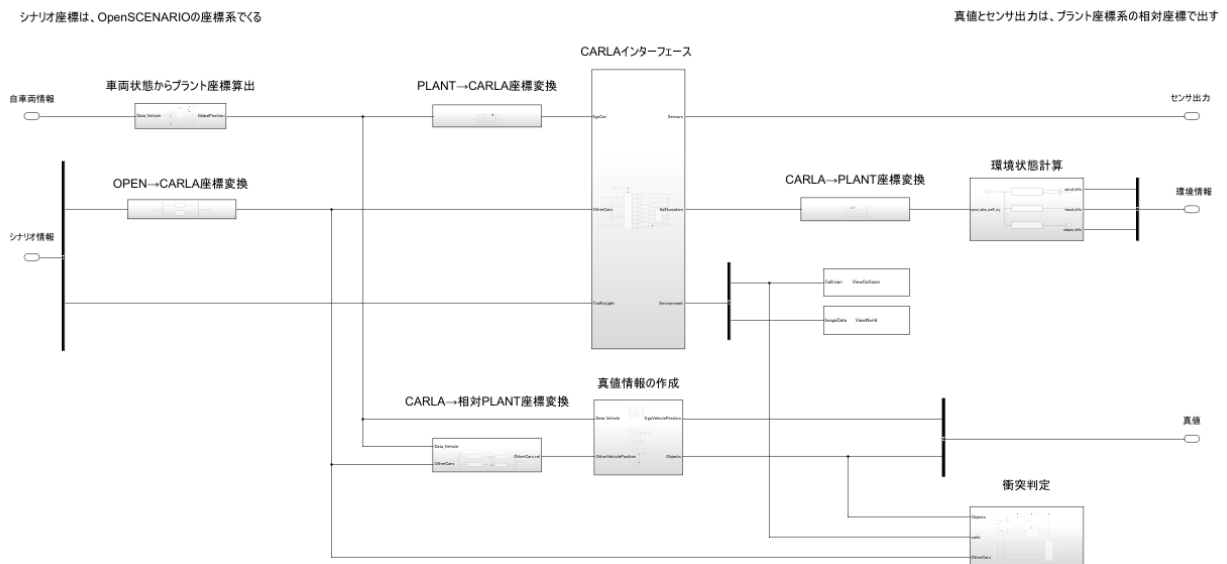 シナリオ座標は、OpenSCENARIOの座標系でくる
真値とセンサ出力は、プラント座標系の相対座標で出す
CARLAインターフェース
車両状態からプラント座標算出
PLANT→CARLA座標変換
自車両情報
センサ出力
Data_Vehicle
GlobalPosition
EgoCar
Sensors
OPEN→CARLA座標変換
CARLA→PLANT座標変換
環境状態計算
環境情報
OtherCars
SelfLocation
road_info
slope_info
シナリオ情報
TrafficLight
Environment
Collision
ViewCollision
ImageData
ViewWorld
CARLA→相対PLANT座標変換
真値情報の作成
Data_Vehicle
EgoVehiclePosition
真値
Data_Vehicle
OtherCars
OtherCars_rel
OtherVehiclePosition
Objects
衝突判定
Objects
OtherCars